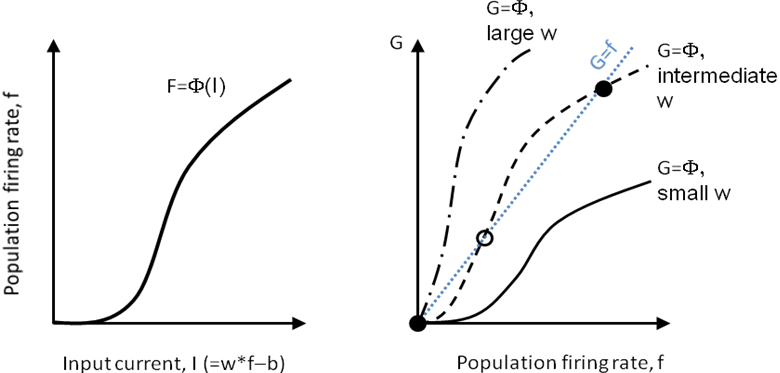 Population firing rate, f
F=Φ(I)
Input current, I (=w*f–b)
G
G=Φ,
large w
G=f
G=Φ,
intermediate
w
G=Φ,
small w
Population firing rate, f